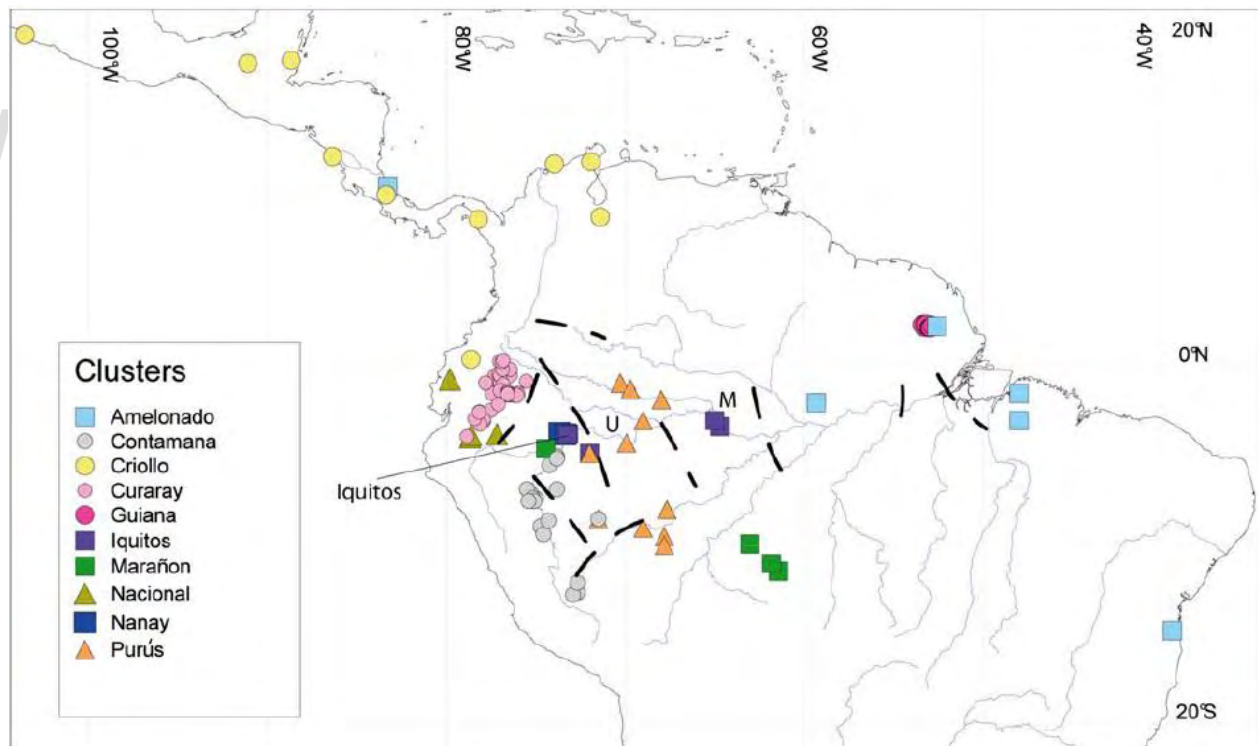 100°W
80°W
60°W
40°W
20°N
0°N
20°S
Clusters
Amelonado
Contamana
Criollo
Curaray
Guiana
Iquitos
Marañon
Nacional
Nanay
Purús
M
U
Iquitos